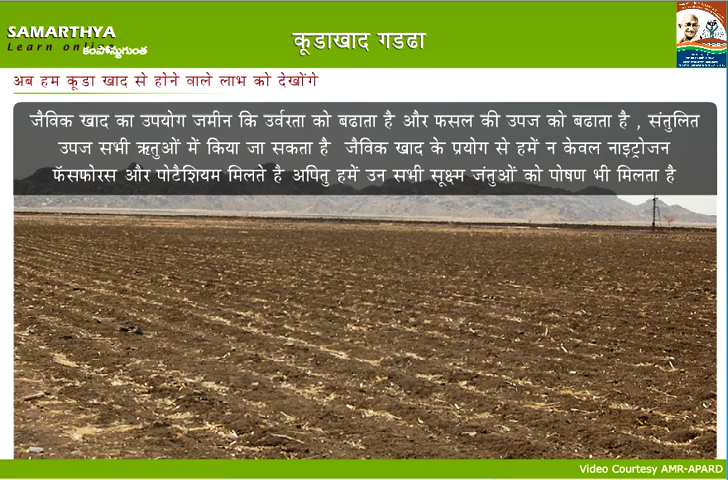 SAMARTHYA
Learn online
కంపోస్టుగుంత
कूडाखाद गडढा
अब हम कूडा खाद से होने वाले लाभ को देखोंगे
जैविक खाद का उपयोग जमीन कि उर्वरता को बढाता है और फसल की उपज को बढाता है , संतुलित
उपज सभी ऋतुओं में किया जा सकता है जैविक खाद के प्रयोग से हमें न केवल नाइट्रोजन
फॅसफोरस और पोटैशियम मिलते है अपितु हमें उन सभी सूक्ष्म जंतुओं को पोषण भी मिलता है
Video Courtesy AMR-APARD